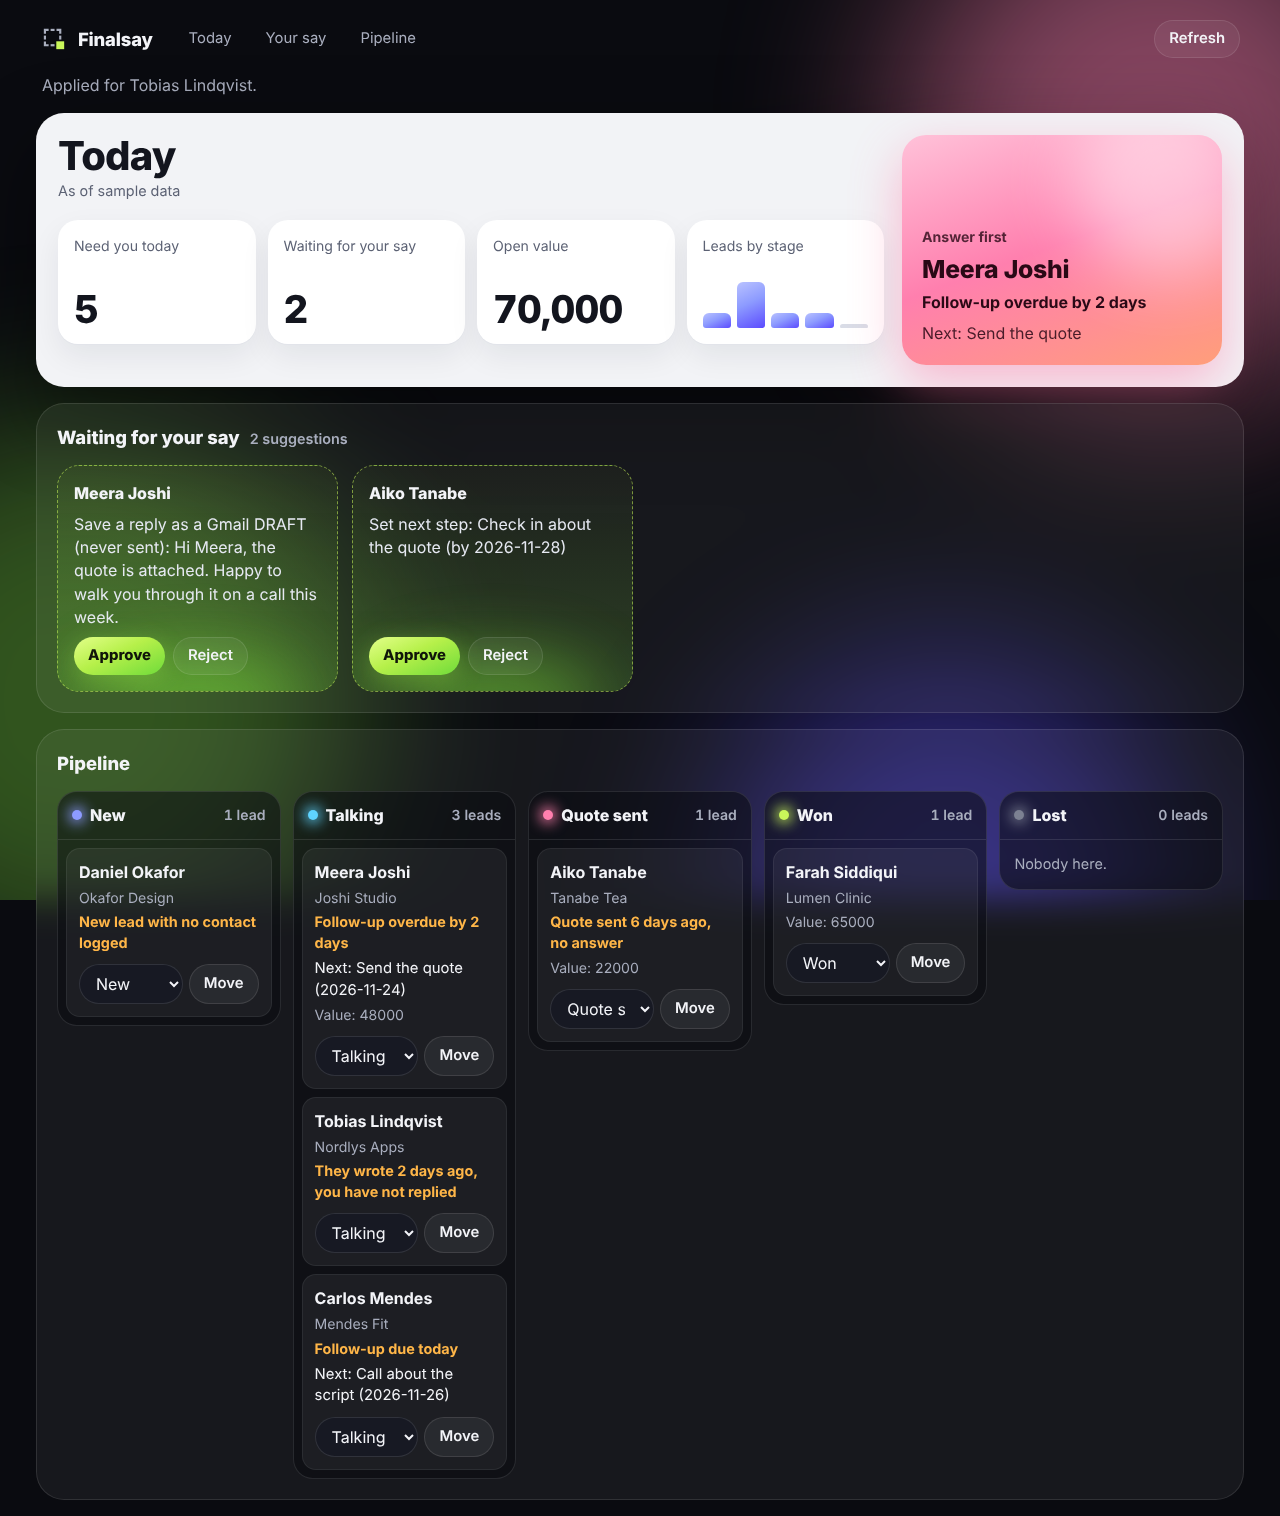 Finalsay
Today
Your say
Pipeline
Refresh
Applied for Tobias Lindqvist.
Today
As of sample data
Need you today
5
Waiting for your say
2
Open value
70,000
Leads by stage
Answer first
Meera Joshi
Follow-up overdue by 2 days
Next: Send the quote
Waiting for your say 2 suggestions
Meera Joshi
Save a reply as a Gmail DRAFT
(never sent): Hi Meera, the
quote is attached. Happy to
walk you through it on a call this
week.
Approve Reject
Aiko Tanabe
Set next step: Check in about
the quote (by 2026-11-28)
Approve Reject
Pipeline
New 1 lead
Daniel Okafor
Okafor Design
New lead with no contact
logged
New Move
Talking 3 leads
Meera Joshi
Joshi Studio
Follow-up overdue by 2
days
Next: Send the quote
(2026-11-24)
Value: 48000
Talking Move
Tobias Lindqvist
Nordlys Apps
They wrote 2 days ago,
you have not replied
Talking Move
Carlos Mendes
Mendes Fit
Follow-up due today
Next: Call about the
script (2026-11-26)
Talking Move
Quote sent 1 lead
Aiko Tanabe
Tanabe Tea
Quote sent 6 days ago,
no answer
Value: 22000
Quote s Move
Won 1 lead
Farah Siddiqui
Lumen Clinic
Value: 65000
Won Move
Lost 0 leads
Nobody here.